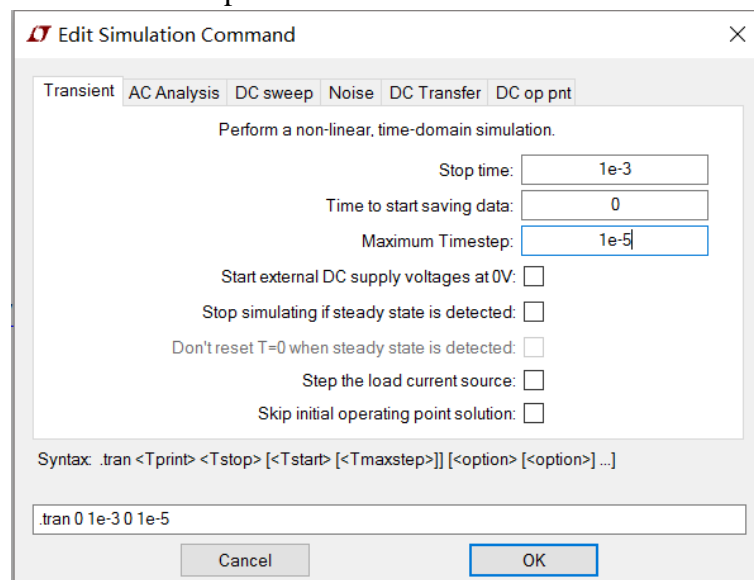 Edit Simulation Command
Transient AC Analysis DC sweep Noise DC Transfer DC op pnt
Perform a non-linear, time-domain simulation.
Stop time: 1e-3
Time to start saving data: 0
Maximum Timestep: 1e-5
Start external DC supply voltages at 0V:
Stop simulating if steady state is detected:
Don't reset T=0 when steady state is detected:
Step the load current source:
Skip initial operating point solution:
Syntax: .tran <Tprint> <Tstop> [<Tstart> [<Tmaxstep>]] [<option> [<option>] ...]
.tran 0 1e-3 0 1e-5
Cancel OK